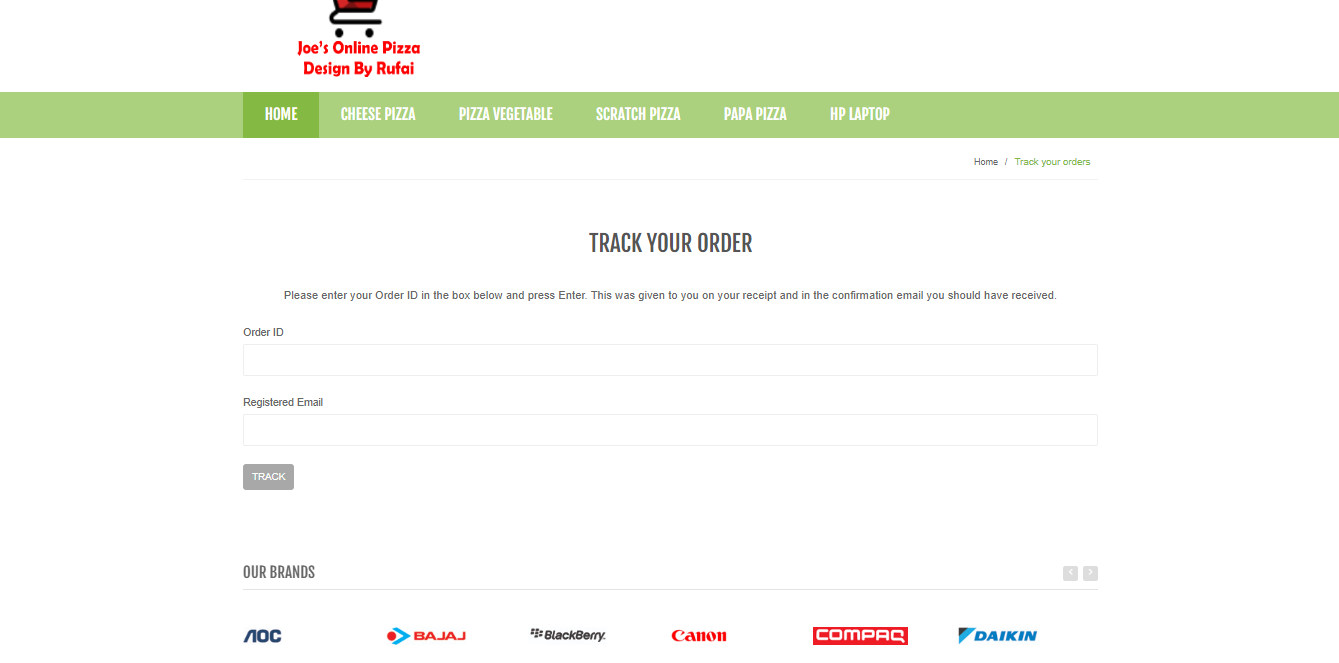 Joe's Online Pizza
Design By Rufai
HOME CHEESE PIZZA PIZZA VEGETABLE SCRATCH PIZZA PAPA PIZZA HP LAPTOP
Home / Track your orders
TRACK YOUR ORDER
Please enter your Order ID in the box below and press Enter. This was given to you on your receipt and in the confirmation email you should have received.
Order ID
Registered Email
TRACK
OUR BRANDS
AOC BAJAJ BlackBerry. Canon COMPAQ DAIKIN